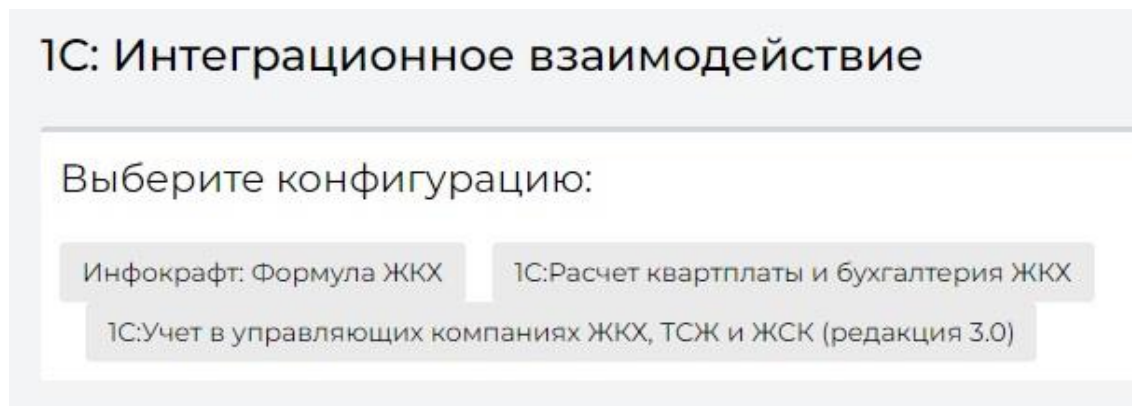 1С: Интеграционное взаимодействие
Выберите конфигурацию:
Инфокрафт: Формула ЖКХ
1С:Расчет квартплаты и бухгалтерия ЖКХ
1С:Учет в управляющих компаниях ЖКХ, ТСЖ и ЖСК (редакция 3.0)